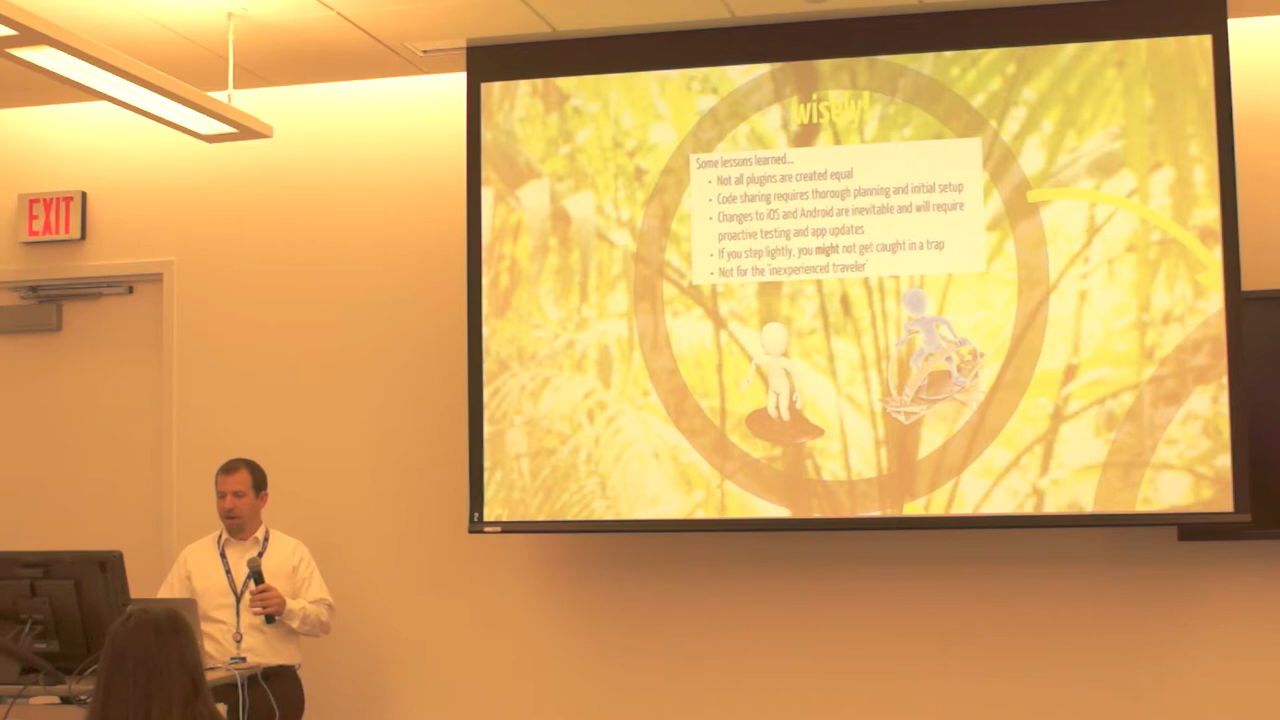 EXIT
wisely!
Some lessons learned...
• Not all plugins are created equal
• Code sharing requires thorough planning and initial setup
• Changes to iOS and Android are inevitable and will require
proactive testing and app updates
• If you step lightly, you might not get caught in a trap
• Not for the 'inexperienced traveler'